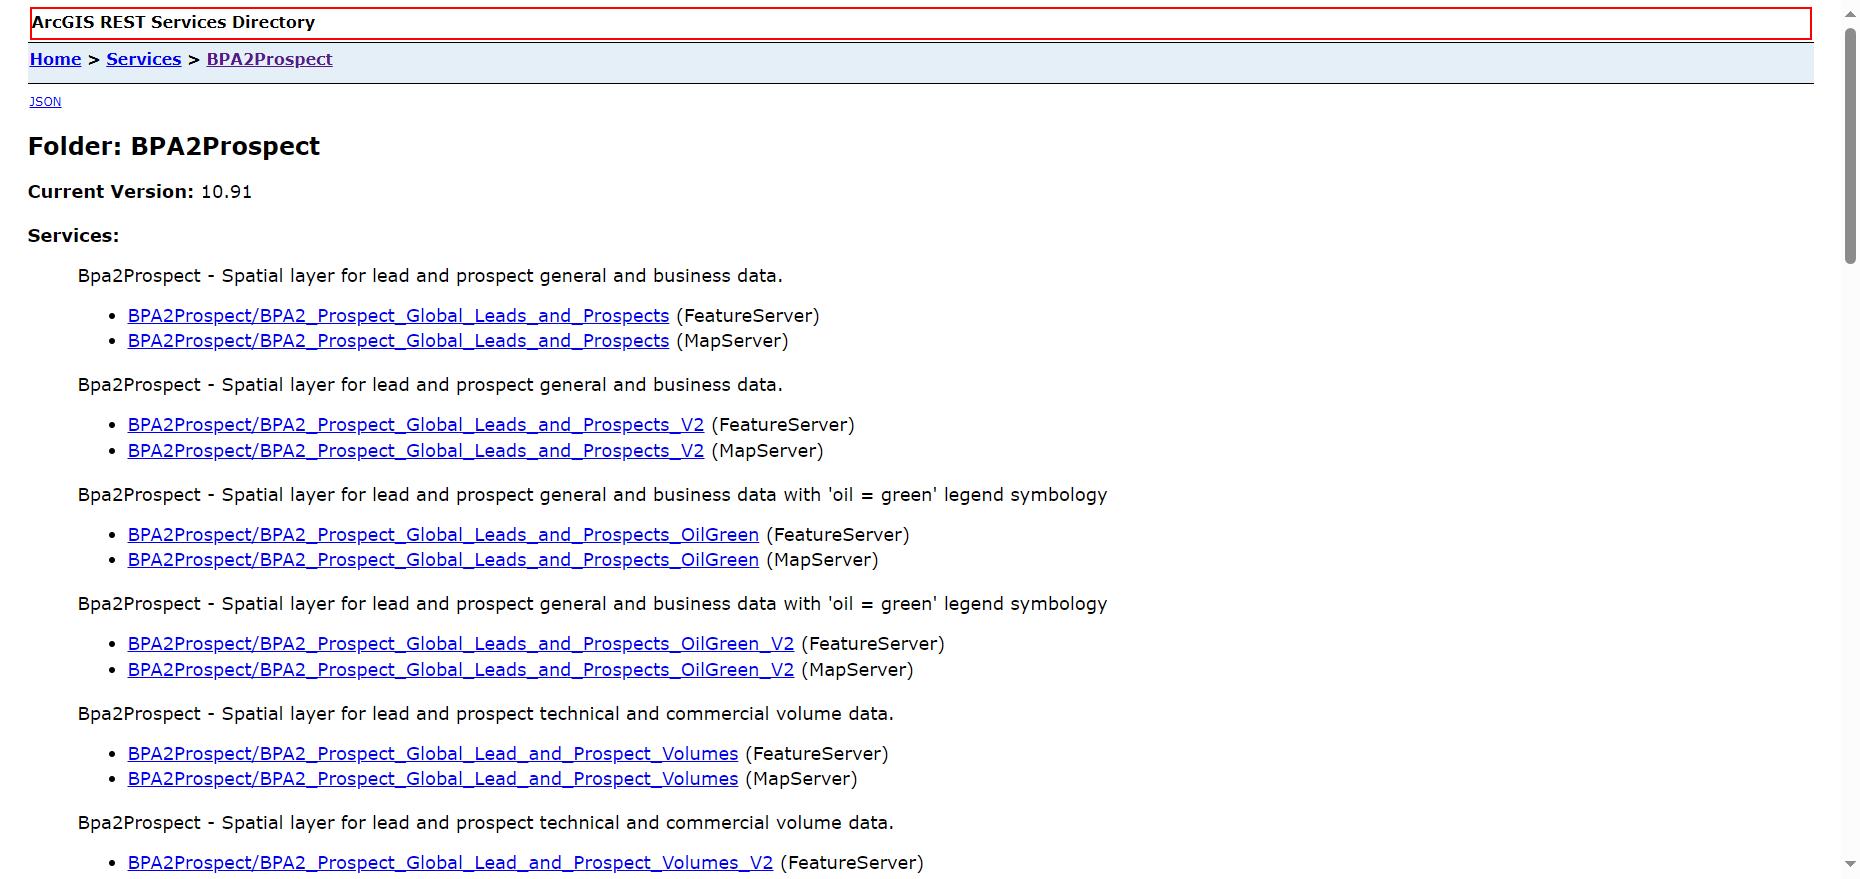 ArcGIS REST Services Directory
Home > Services > BPA2Prospect
JSON
Folder: BPA2Prospect
Current Version: 10.91
Services:
Bpa2Prospect - Spatial layer for lead and prospect general and business data.
• BPA2Prospect/BPA2_Prospect_Global_Leads_and_Prospects (FeatureServer)
• BPA2Prospect/BPA2_Prospect_Global_Leads_and_Prospects (MapServer)
Bpa2Prospect - Spatial layer for lead and prospect general and business data.
• BPA2Prospect/BPA2_Prospect_Global_Leads_and_Prospects_V2 (FeatureServer)
• BPA2Prospect/BPA2_Prospect_Global_Leads_and_Prospects_V2 (MapServer)
Bpa2Prospect - Spatial layer for lead and prospect general and business data with 'oil = green' legend symbology
• BPA2Prospect/BPA2_Prospect_Global_Leads_and_Prospects_OilGreen (FeatureServer)
• BPA2Prospect/BPA2_Prospect_Global_Leads_and_Prospects_OilGreen (MapServer)
Bpa2Prospect - Spatial layer for lead and prospect general and business data with 'oil = green' legend symbology
• BPA2Prospect/BPA2_Prospect_Global_Leads_and_Prospects_OilGreen_V2 (FeatureServer)
• BPA2Prospect/BPA2_Prospect_Global_Leads_and_Prospects_OilGreen_V2 (MapServer)
Bpa2Prospect - Spatial layer for lead and prospect technical and commercial volume data.
• BPA2Prospect/BPA2_Prospect_Global_Lead_and_Prospect_Volumes (FeatureServer)
• BPA2Prospect/BPA2_Prospect_Global_Lead_and_Prospect_Volumes (MapServer)
Bpa2Prospect - Spatial layer for lead and prospect technical and commercial volume data.
• BPA2Prospect/BPA2_Prospect_Global_Lead_and_Prospect_Volumes_V2 (FeatureServer)